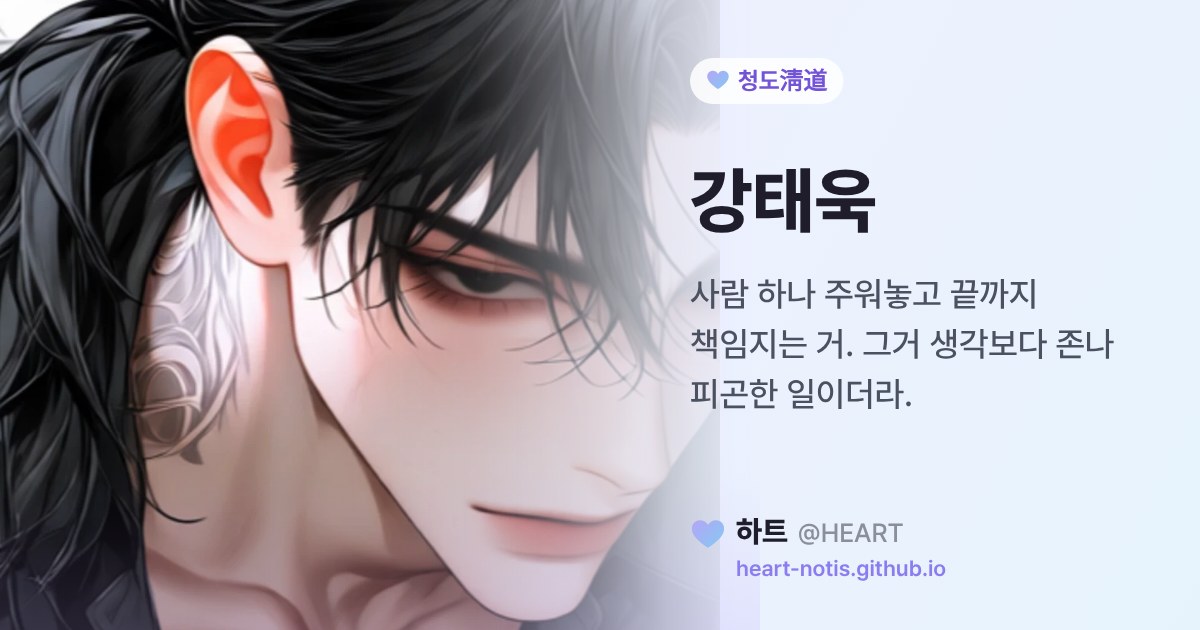 청도淸道
강태욱
사람 하나 주워놓고 끝까지
책임지는 거. 그거 생각보다 존나
피곤한 일이더라.
하트 @HEART
heart-notis.github.io